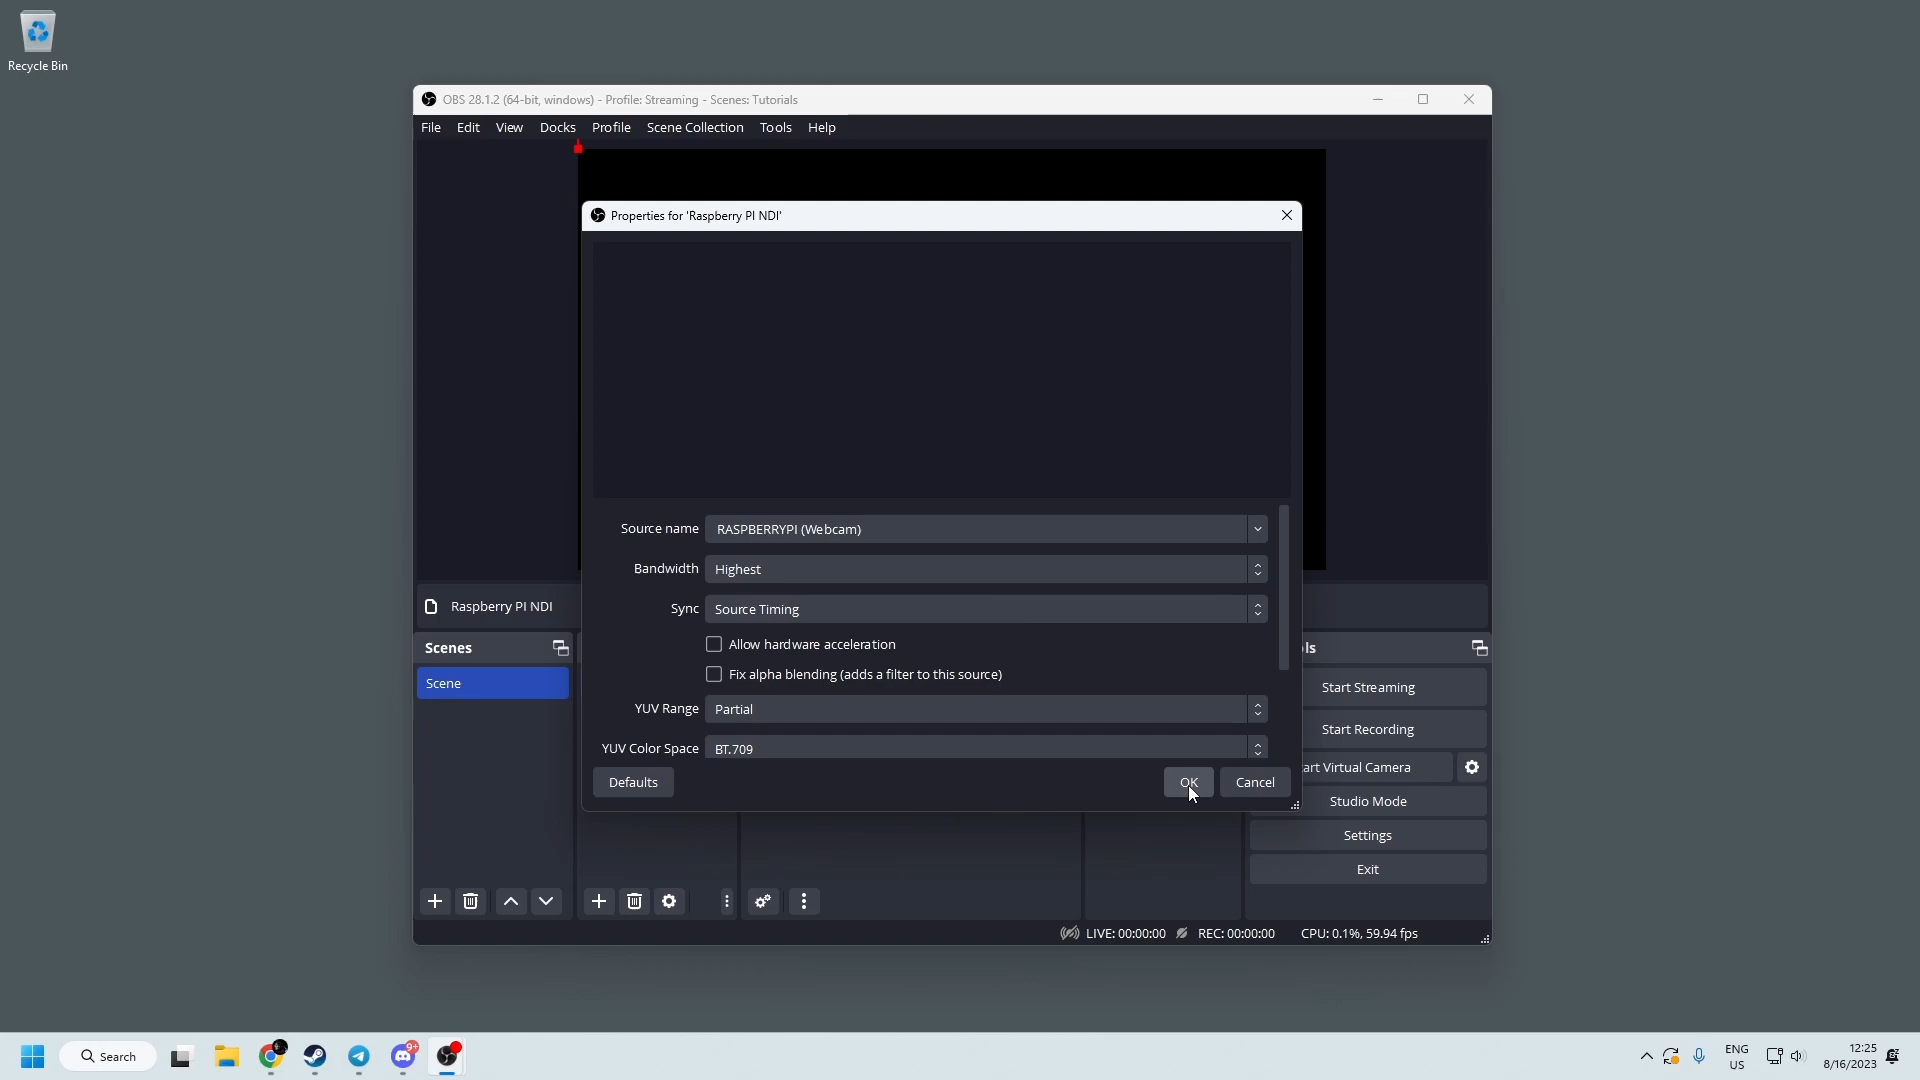 Recycle Bin
OBS 28.1.2 (64-bit, windows) - Profile: Streaming - Scenes: Tutorials
File Edit View Docks Profile Scene Collection Tools Help
Properties for 'Raspberry PI NDI'
Source name RASPBERRYPI (Webcam)
Bandwidth Highest
Sync Source Timing
Allow hardware acceleration
Fix alpha blending (adds a filter to this source)
YUV Range Partial
YUV Color Space BT.709
Defaults OK Cancel
Raspberry PI NDI
Scenes
Scene
ls
Start Streaming
Start Recording
art Virtual Camera
Studio Mode
Settings
Exit
LIVE: 00:00:00 REC: 00:00:00 CPU: 0.1%, 59.94 fps
Search
9+
ENG
US
12:25
8/16/2023